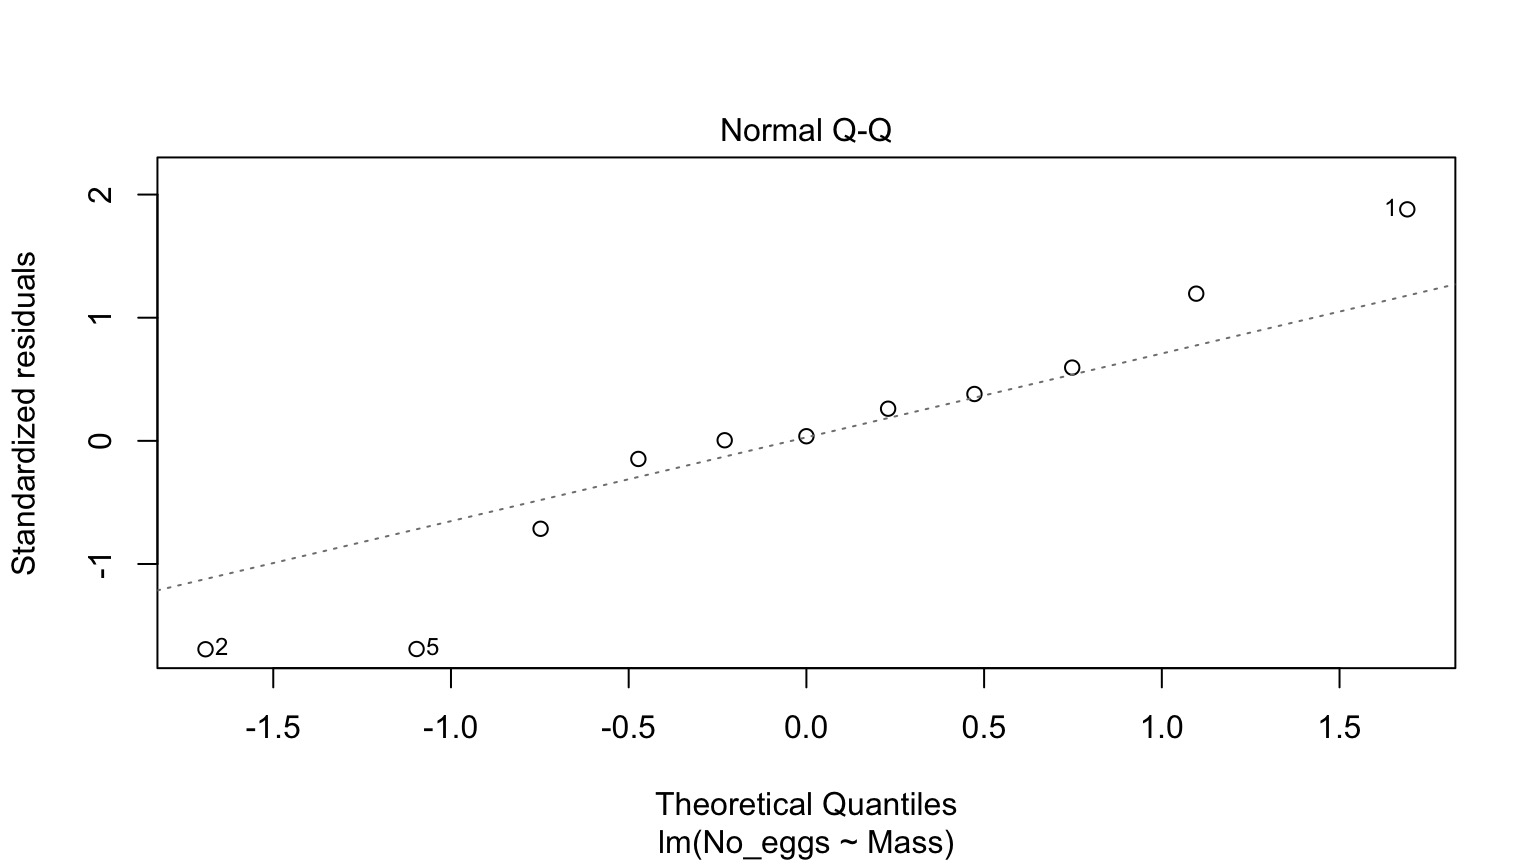 Normal Q-Q
Standardized residuals
2
1
0
-1
1
2
5
-1.5 -1.0 -0.5 0.0 0.5 1.0 1.5
Theoretical Quantiles
lm(No_eggs ~ Mass)